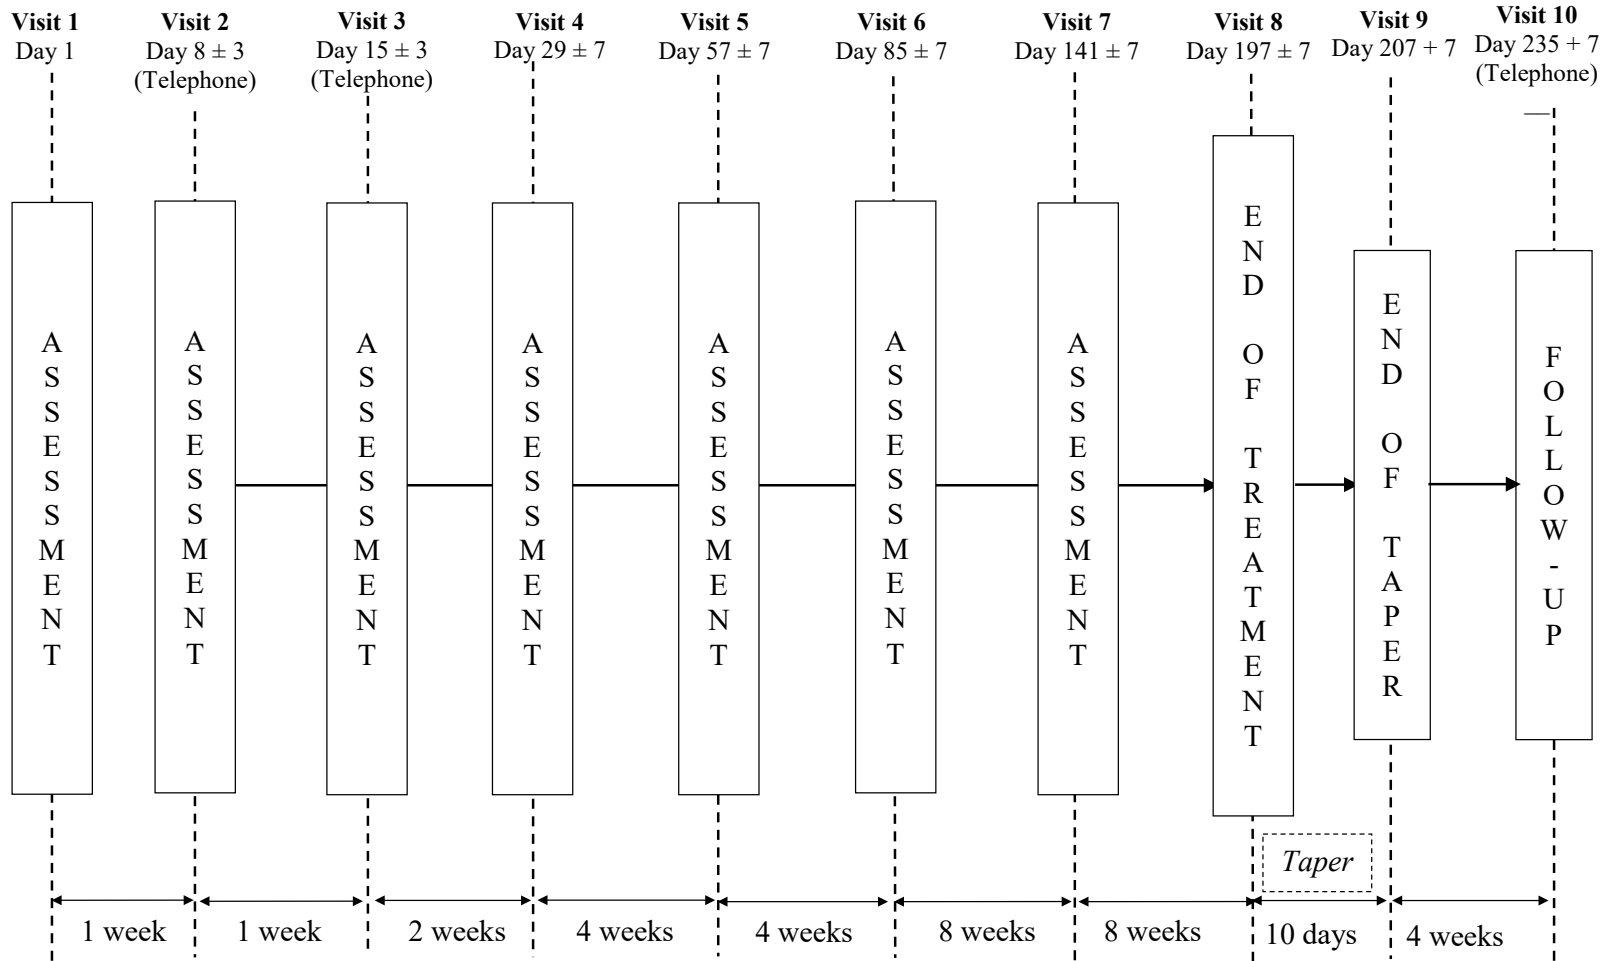 Visit 1
Day 1
Visit 2
Day 8 ± 3
(Telephone)
Visit 3
Day 15 ± 3
(Telephone)
Visit 4
Day 29 ± 7
Visit 5
Day 57 ± 7
Visit 6
Day 85 ± 7
Visit 7
Day 141 ± 7
Visit 8
Day 197 ± 7
Visit 9
Day 207 + 7
Visit 10
Day 235 + 7
(Telephone)
ASSESSMENT
ASSESSMENT
ASSESSMENT
ASSESSMENT
ASSESSMENT
ASSESSMENT
ASSESSMENT
END OF TREATMENT
END OF TAPER
FOLLOW-UP
Taper
1 week
1 week
2 weeks
4 weeks
4 weeks
8 weeks
8 weeks
10 days
4 weeks